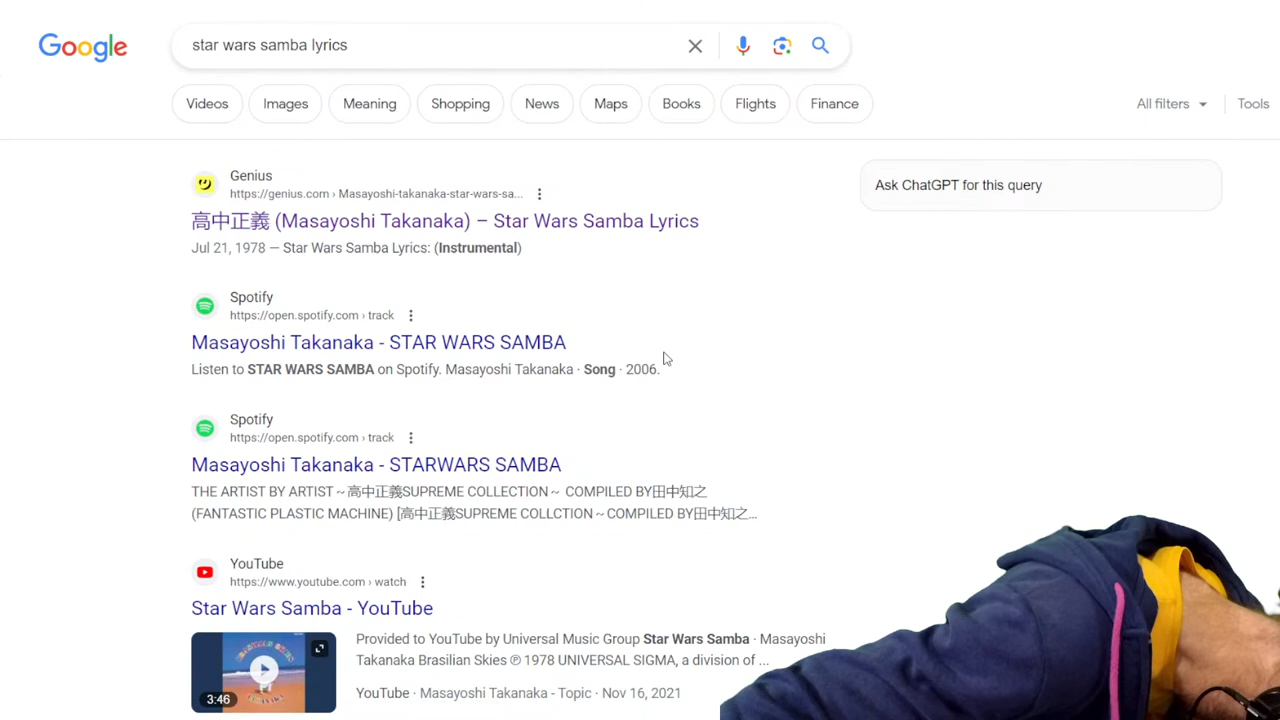 Google
star wars samba lyrics
Videos
Images
Meaning
Shopping
News
Maps
Books
Flights
Finance
All filters
Tools
Genius
https://genius.com › Masayoshi-takanaka-star-wars-sa...
高中正義 (Masayoshi Takanaka) – Star Wars Samba Lyrics
Jul 21, 1978 — Star Wars Samba Lyrics: (Instrumental)
Ask ChatGPT for this query
Spotify
https://open.spotify.com › track
Masayoshi Takanaka - STAR WARS SAMBA
Listen to STAR WARS SAMBA on Spotify. Masayoshi Takanaka · Song · 2006.
Spotify
https://open.spotify.com › track
Masayoshi Takanaka - STARWARS SAMBA
THE ARTIST BY ARTIST～高中正義SUPREME COLLECTION～ COMPILED BY田中知之
(FANTASTIC PLASTIC MACHINE) [高中正義SUPREME COLLCTION～COMPILED BY田中知之...
YouTube
https://www.youtube.com › watch
Star Wars Samba - YouTube
3:46
Provided to YouTube by Universal Music Group Star Wars Samba · Masayoshi
Takanaka Brasilian Skies ℗ 1978 UNIVERSAL SIGMA, a division of ...
YouTube · Masayoshi Takanaka - Topic · Nov 16, 2021